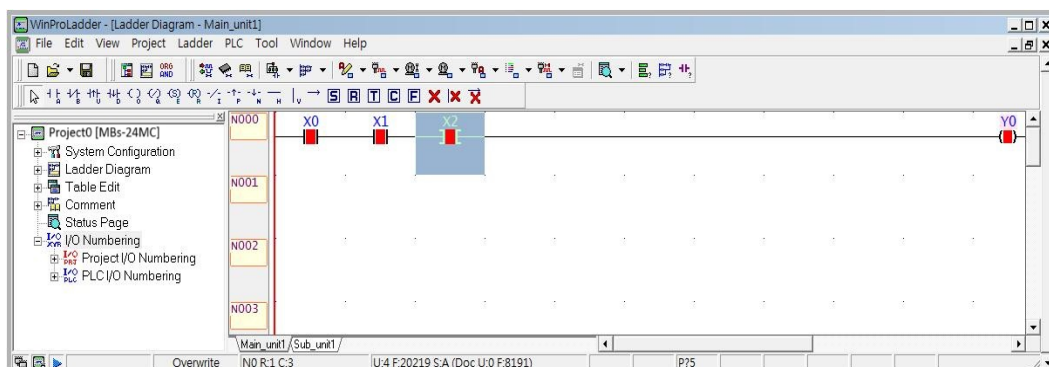 WinProLadder - [Ladder Diagram - Main_unit1]
File Edit View Project Ladder PLC Tool Window Help
ORG
AND
A B U D Q S R I P N H V S R T C F
Project0 [MBs-24MC]
System Configuration
Ladder Diagram
Table Edit
Comment
Status Page
I/O Numbering
Project I/O Numbering
PLC I/O Numbering
N000 X0 X1 X2 Y0
N001
N002
N003
Main_unit1 Sub_unit1
Overwrite N0 R:1 C:3 U:4 F:20219 S:A (Doc U:0 F:8191) P?5